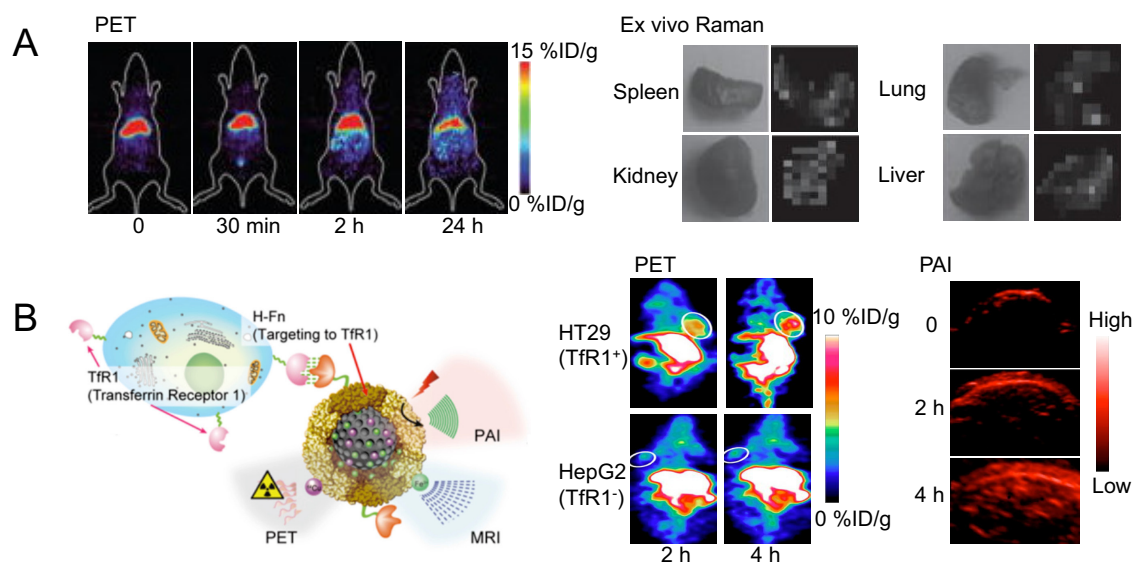 A
PET
15 %ID/g
0 %ID/g
0
30 min
2 h
24 h
Ex vivo Raman
Spleen
Lung
Kidney
Liver
B
H-Fn
(Targeting to TfR1)
TfR1
(Transferrin Receptor 1)
PAI
PET
MRI
PET
HT29
(TfR1⁺)
HepG2
(TfR1⁻)
10 %ID/g
0 %ID/g
2 h
4 h
PAI
0
2 h
4 h
High
Low